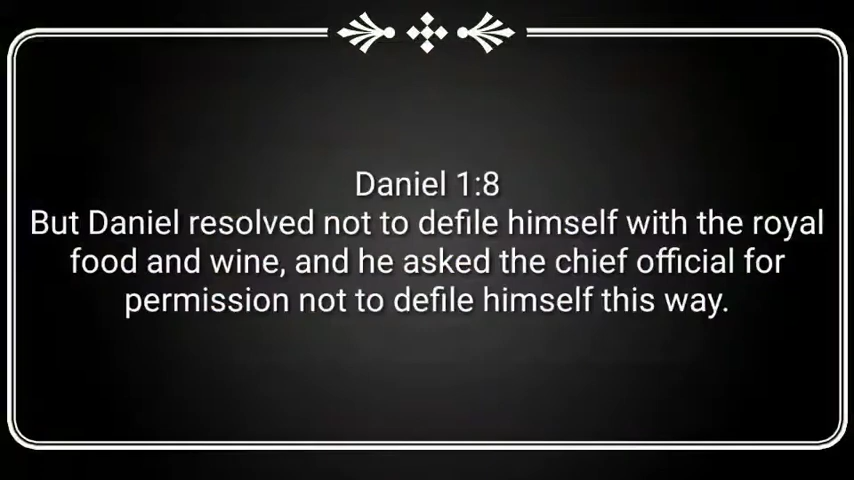 Daniel 1:8
But Daniel resolved not to defile himself with the royal
food and wine, and he asked the chief official for
permission not to defile himself this way.